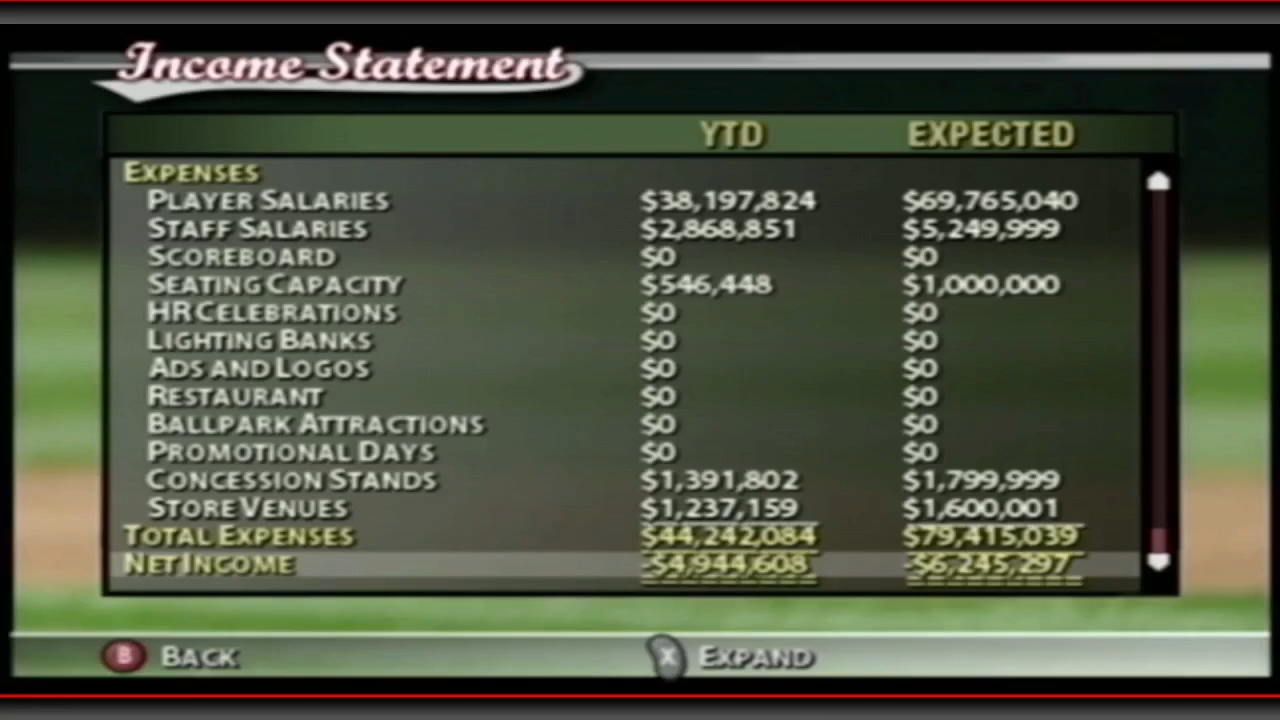 Income Statement
YTD EXPECTED
EXPENSES
PLAYER SALARIES $38,197,824 $69,765,040
STAFF SALARIES $2,868,851 $5,249,999
SCOREBOARD $0 $0
SEATING CAPACITY $546,448 $1,000,000
HR CELEBRATIONS $0 $0
LIGHTING BANKS $0 $0
ADS AND LOGOS $0 $0
RESTAURANT $0 $0
BALLPARK ATTRACTIONS $0 $0
PROMOTIONAL DAYS $0 $0
CONCESSION STANDS $1,391,802 $1,799,999
STORE VENUES $1,237,159 $1,600,001
TOTAL EXPENSES $44,242,084 $79,415,039
NET INCOME -$4,944,608 -$6,245,297
B BACK X EXPAND